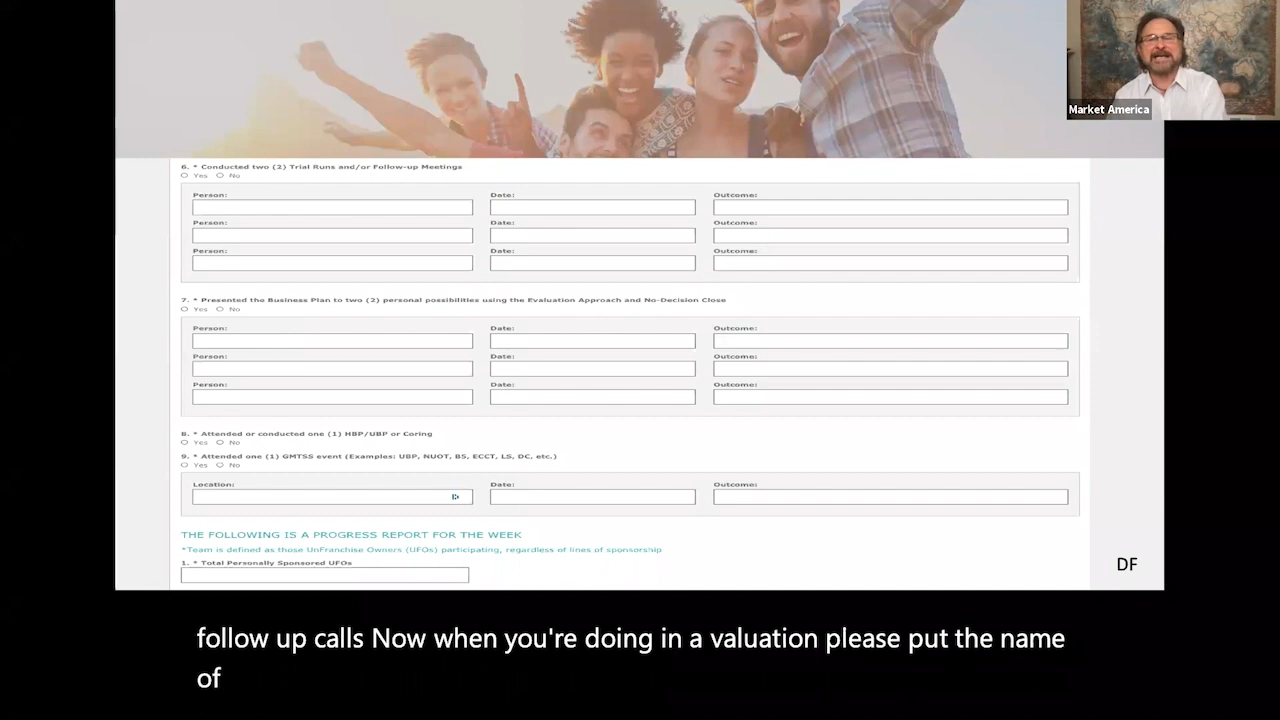 Market America
6. * Conducted two (2) Trial Runs and/or Follow-up Meetings
Yes No
Person: Date: Outcome:
Person: Date: Outcome:
Person: Date: Outcome:
7. * Presented the Business Plan to two (2) personal possibilities using the Evaluation Approach and No-Decision Close
Yes No
Person: Date: Outcome:
Person: Date: Outcome:
Person: Date: Outcome:
8. * Attended or conducted one (1) HBP/UBP or Coring
Yes No
9. * Attended one (1) GMTSS event (Examples: UBP, NUOT, BS, ECCT, LS, DC, etc.)
Yes No
Location: Date: Outcome:
THE FOLLOWING IS A PROGRESS REPORT FOR THE WEEK
*Team is defined as those UnFranchise Owners (UFOs) participating, regardless of lines of sponsorship
1. * Total Personally Sponsored UFOs
DF
follow up calls Now when you're doing in a valuation please put the name
of